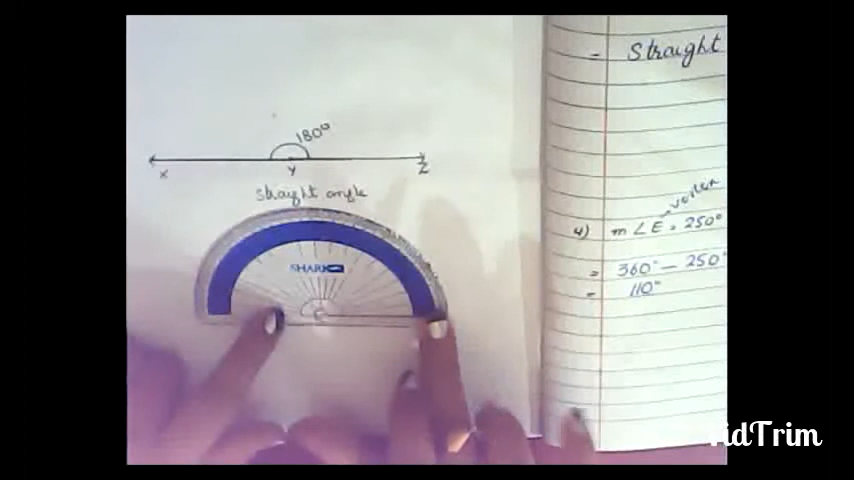 180°
X
Y
Z
straight angle
SHARK
- Straight
vertex
4) m∠E = 250°
= 360° - 250°
= 110°
VidTrim